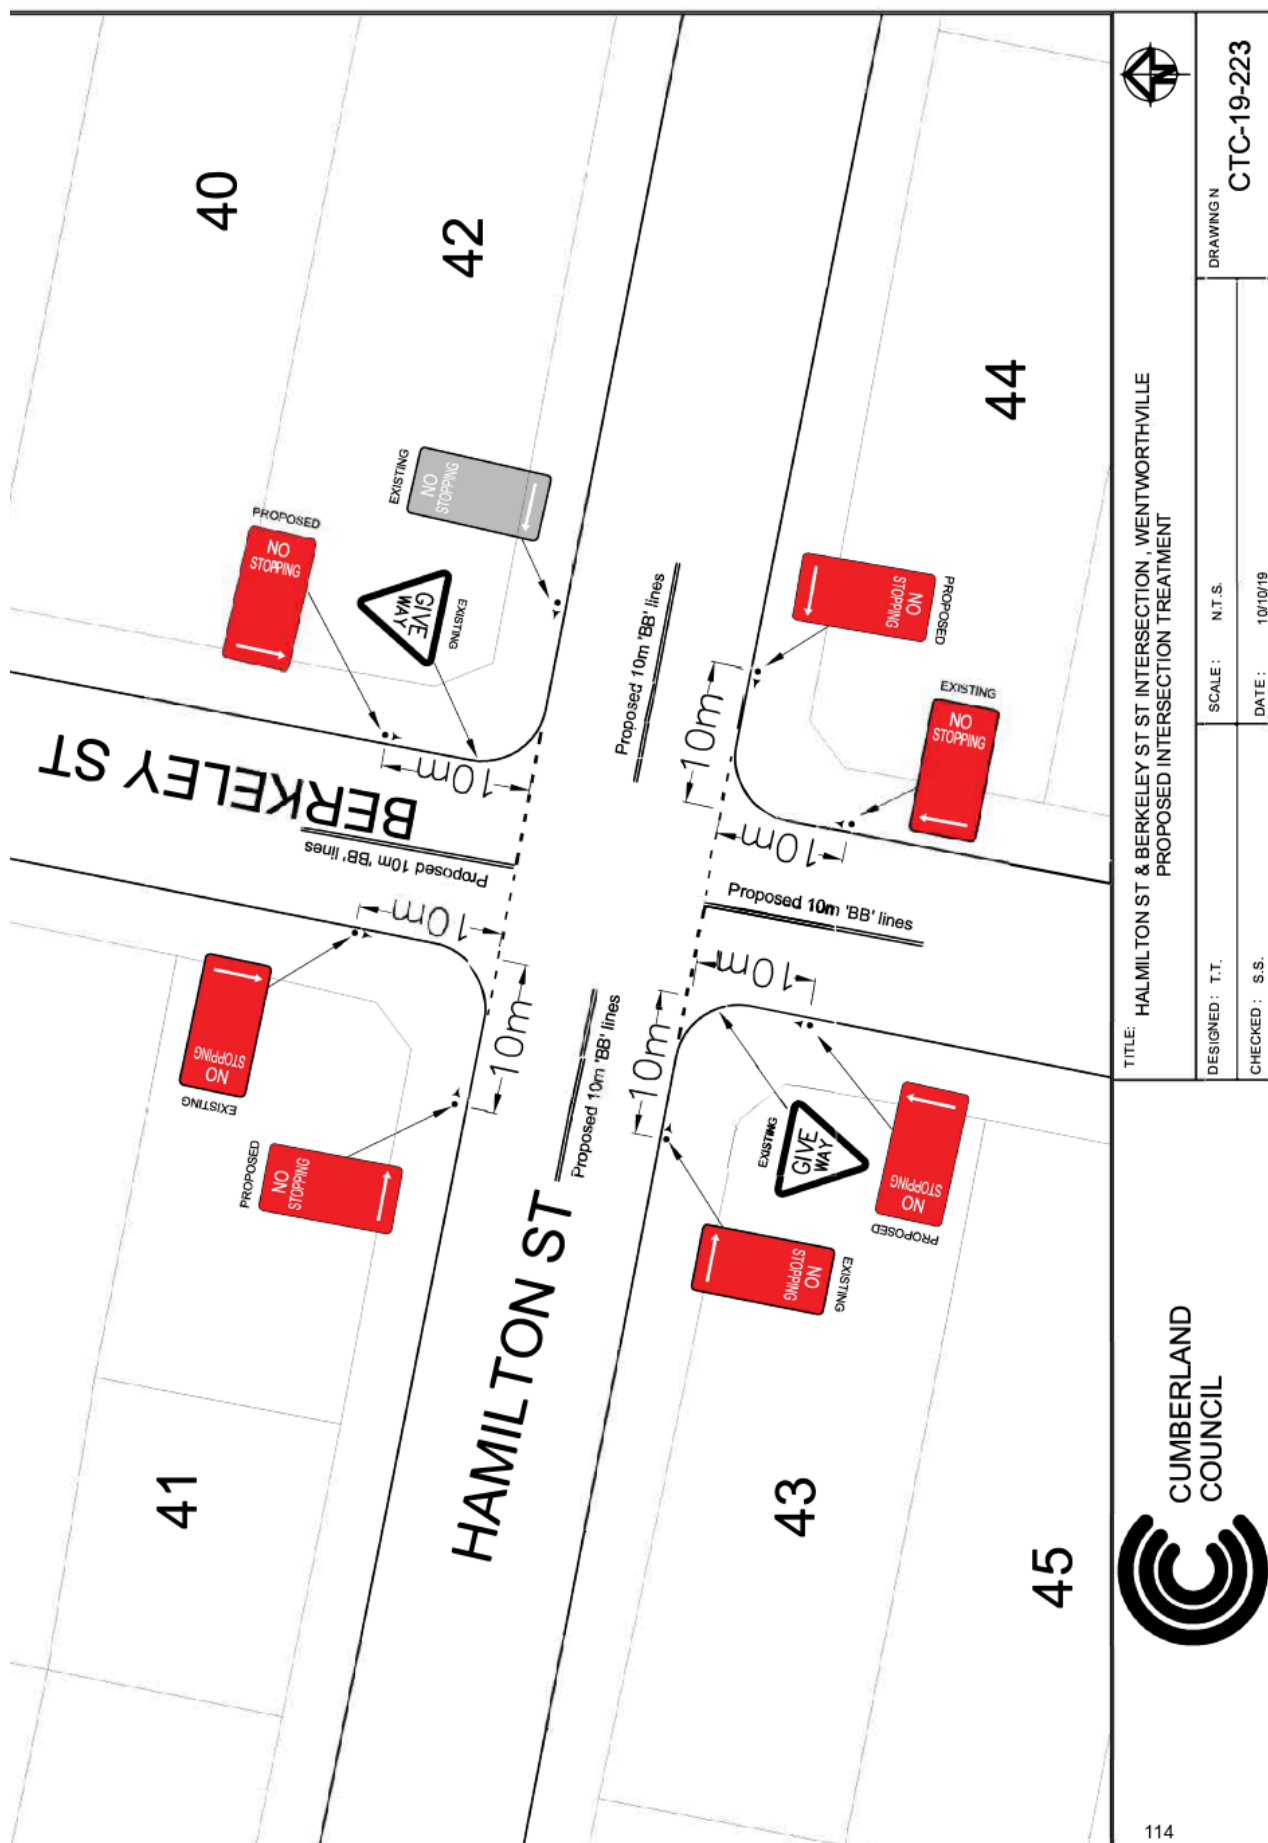 40
42
44
41
43
45
PROPOSED
NO
STOPPING
EXISTING
NO
STOPPING
GIVE
WAY
EXISTING
NO
STOPPING
PROPOSED
EXISTING
NO
STOPPING
BERKELEY ST
Proposed 10m 'BB' lines
10m
10m
Proposed 10m 'BB' lines
10m
10m
Proposed 10m 'BB' lines
10m
10m
Proposed 10m 'BB' lines
10m
10m
HAMILTON ST
NO
STOPPING
EXISTING
PROPOSED
NO
STOPPING
EXISTING
GIVE
WAY
NO
STOPPING
PROPOSED
NO
STOPPING
EXISTING
CUMBERLAND
COUNCIL
TITLE:
HALMILTON ST & BERKELEY ST INTERSECTION , WENTWORTHVILLE
PROPOSED INTERSECTION TREATMENT
N
DESIGNED : T.T.
SCALE : N.T.S.
DRAWING N
CTC-19-223
CHECKED : S.S.
DATE : 10/10/19
114